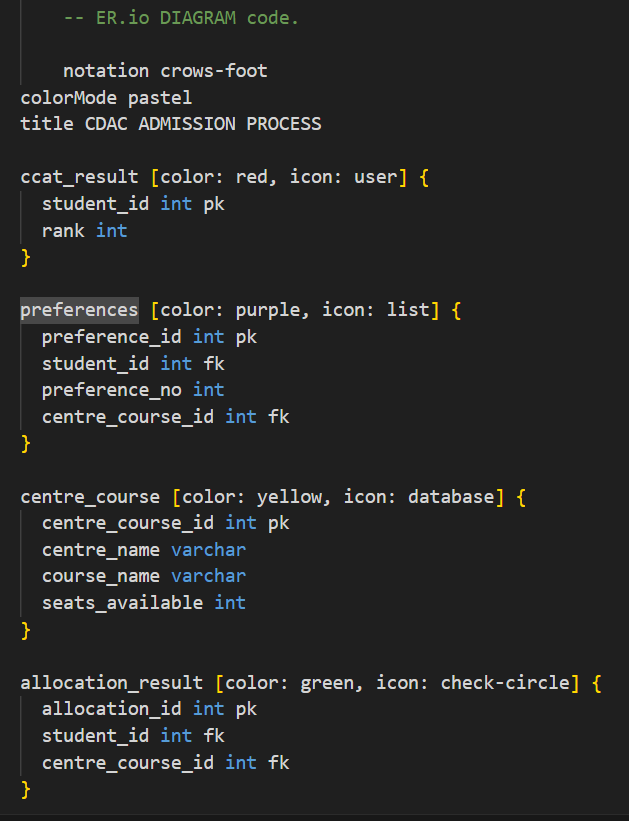 -- ER.io DIAGRAM code.
notation crows-foot
colorMode pastel
title CDAC ADMISSION PROCESS
ccat_result [color: red, icon: user] {
student_id int pk
rank int
}
preferences [color: purple, icon: list] {
preference_id int pk
student_id int fk
preference_no int
centre_course_id int fk
}
centre_course [color: yellow, icon: database] {
centre_course_id int pk
centre_name varchar
course_name varchar
seats_available int
}
allocation_result [color: green, icon: check-circle] {
allocation_id int pk
student_id int fk
centre_course_id int fk
}